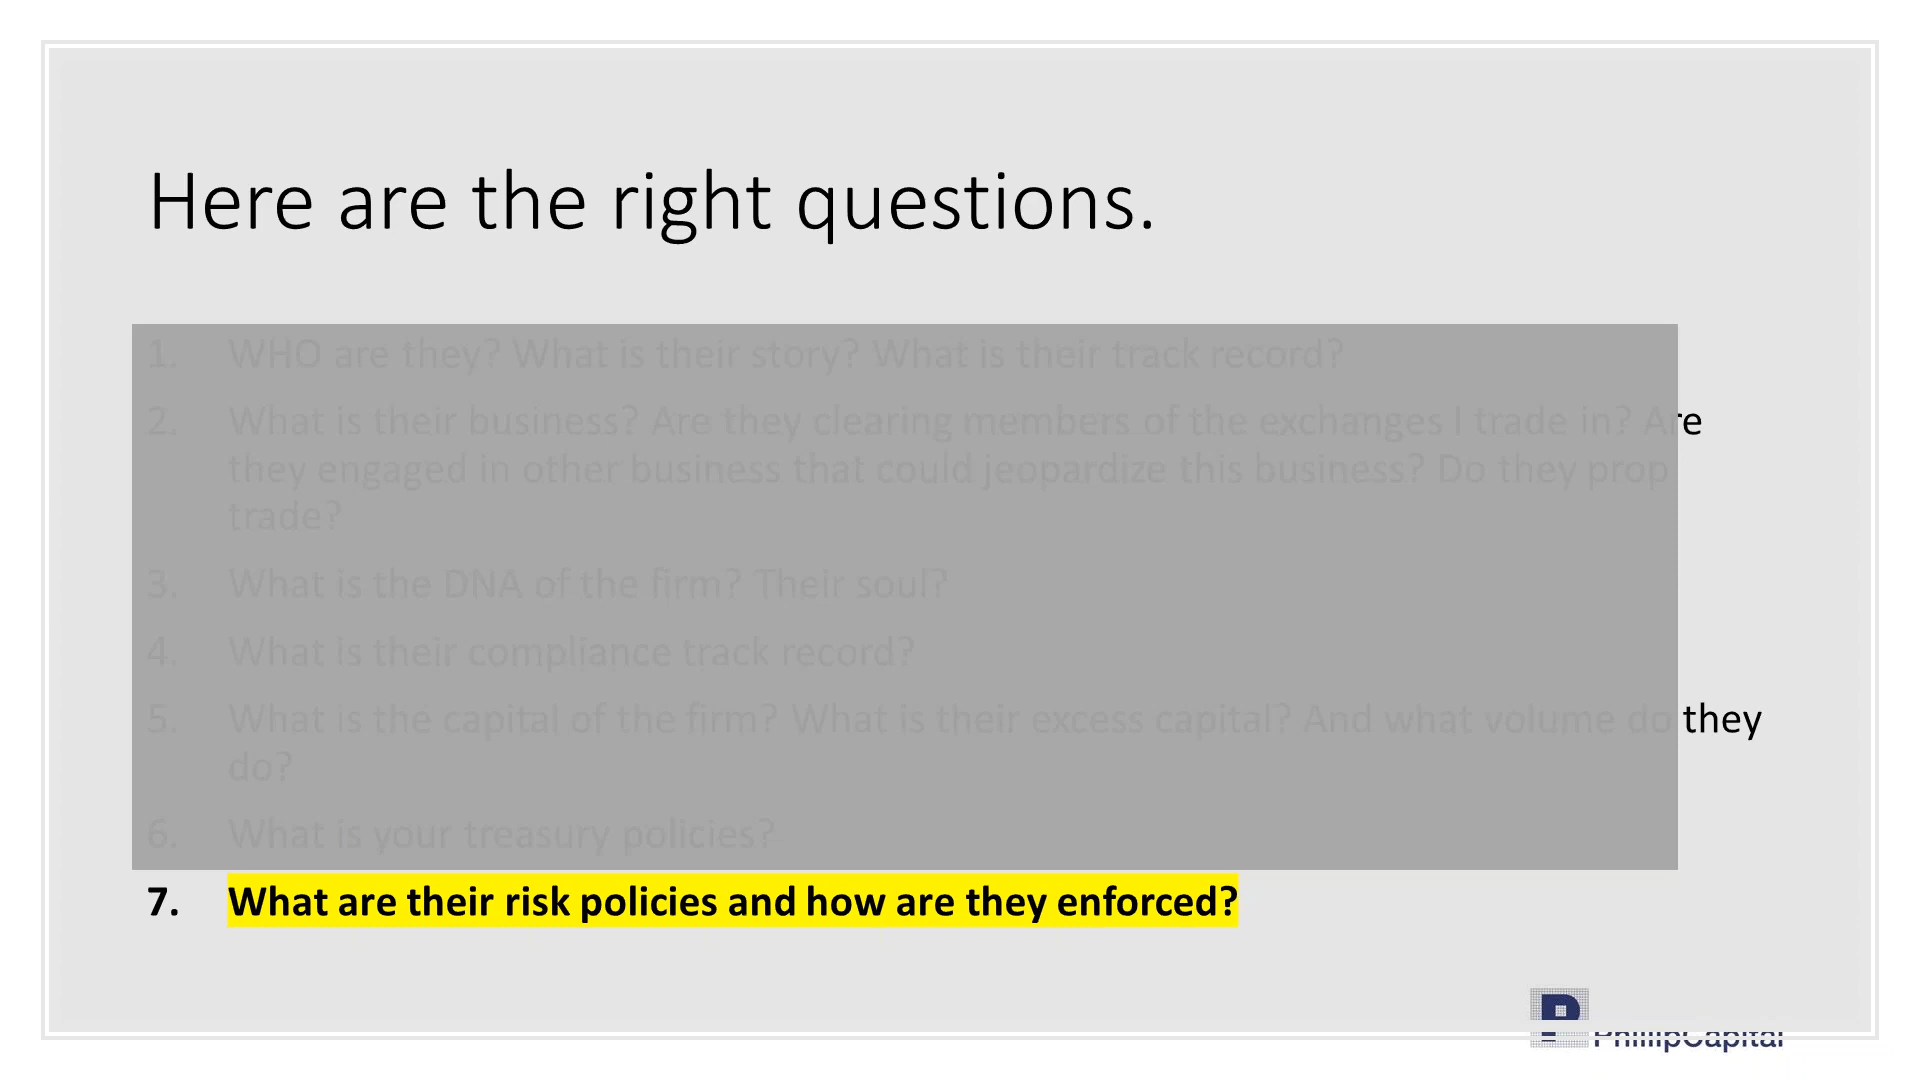 Here are the right questions.
1. WHO are they? What is their story? What is their track record?
2. What is their business? Are they clearing members of the exchanges I trade in? Are
they engaged in other business that could jeopardize this business? Do they prop
trade?
3. What is the DNA of the firm? Their soul?
4. What is their compliance track record?
5. What is the capital of the firm? What is their excess capital? And what volume do they
do?
6. What is your treasury policies?
7. What are their risk policies and how are they enforced?
PhillipCapital